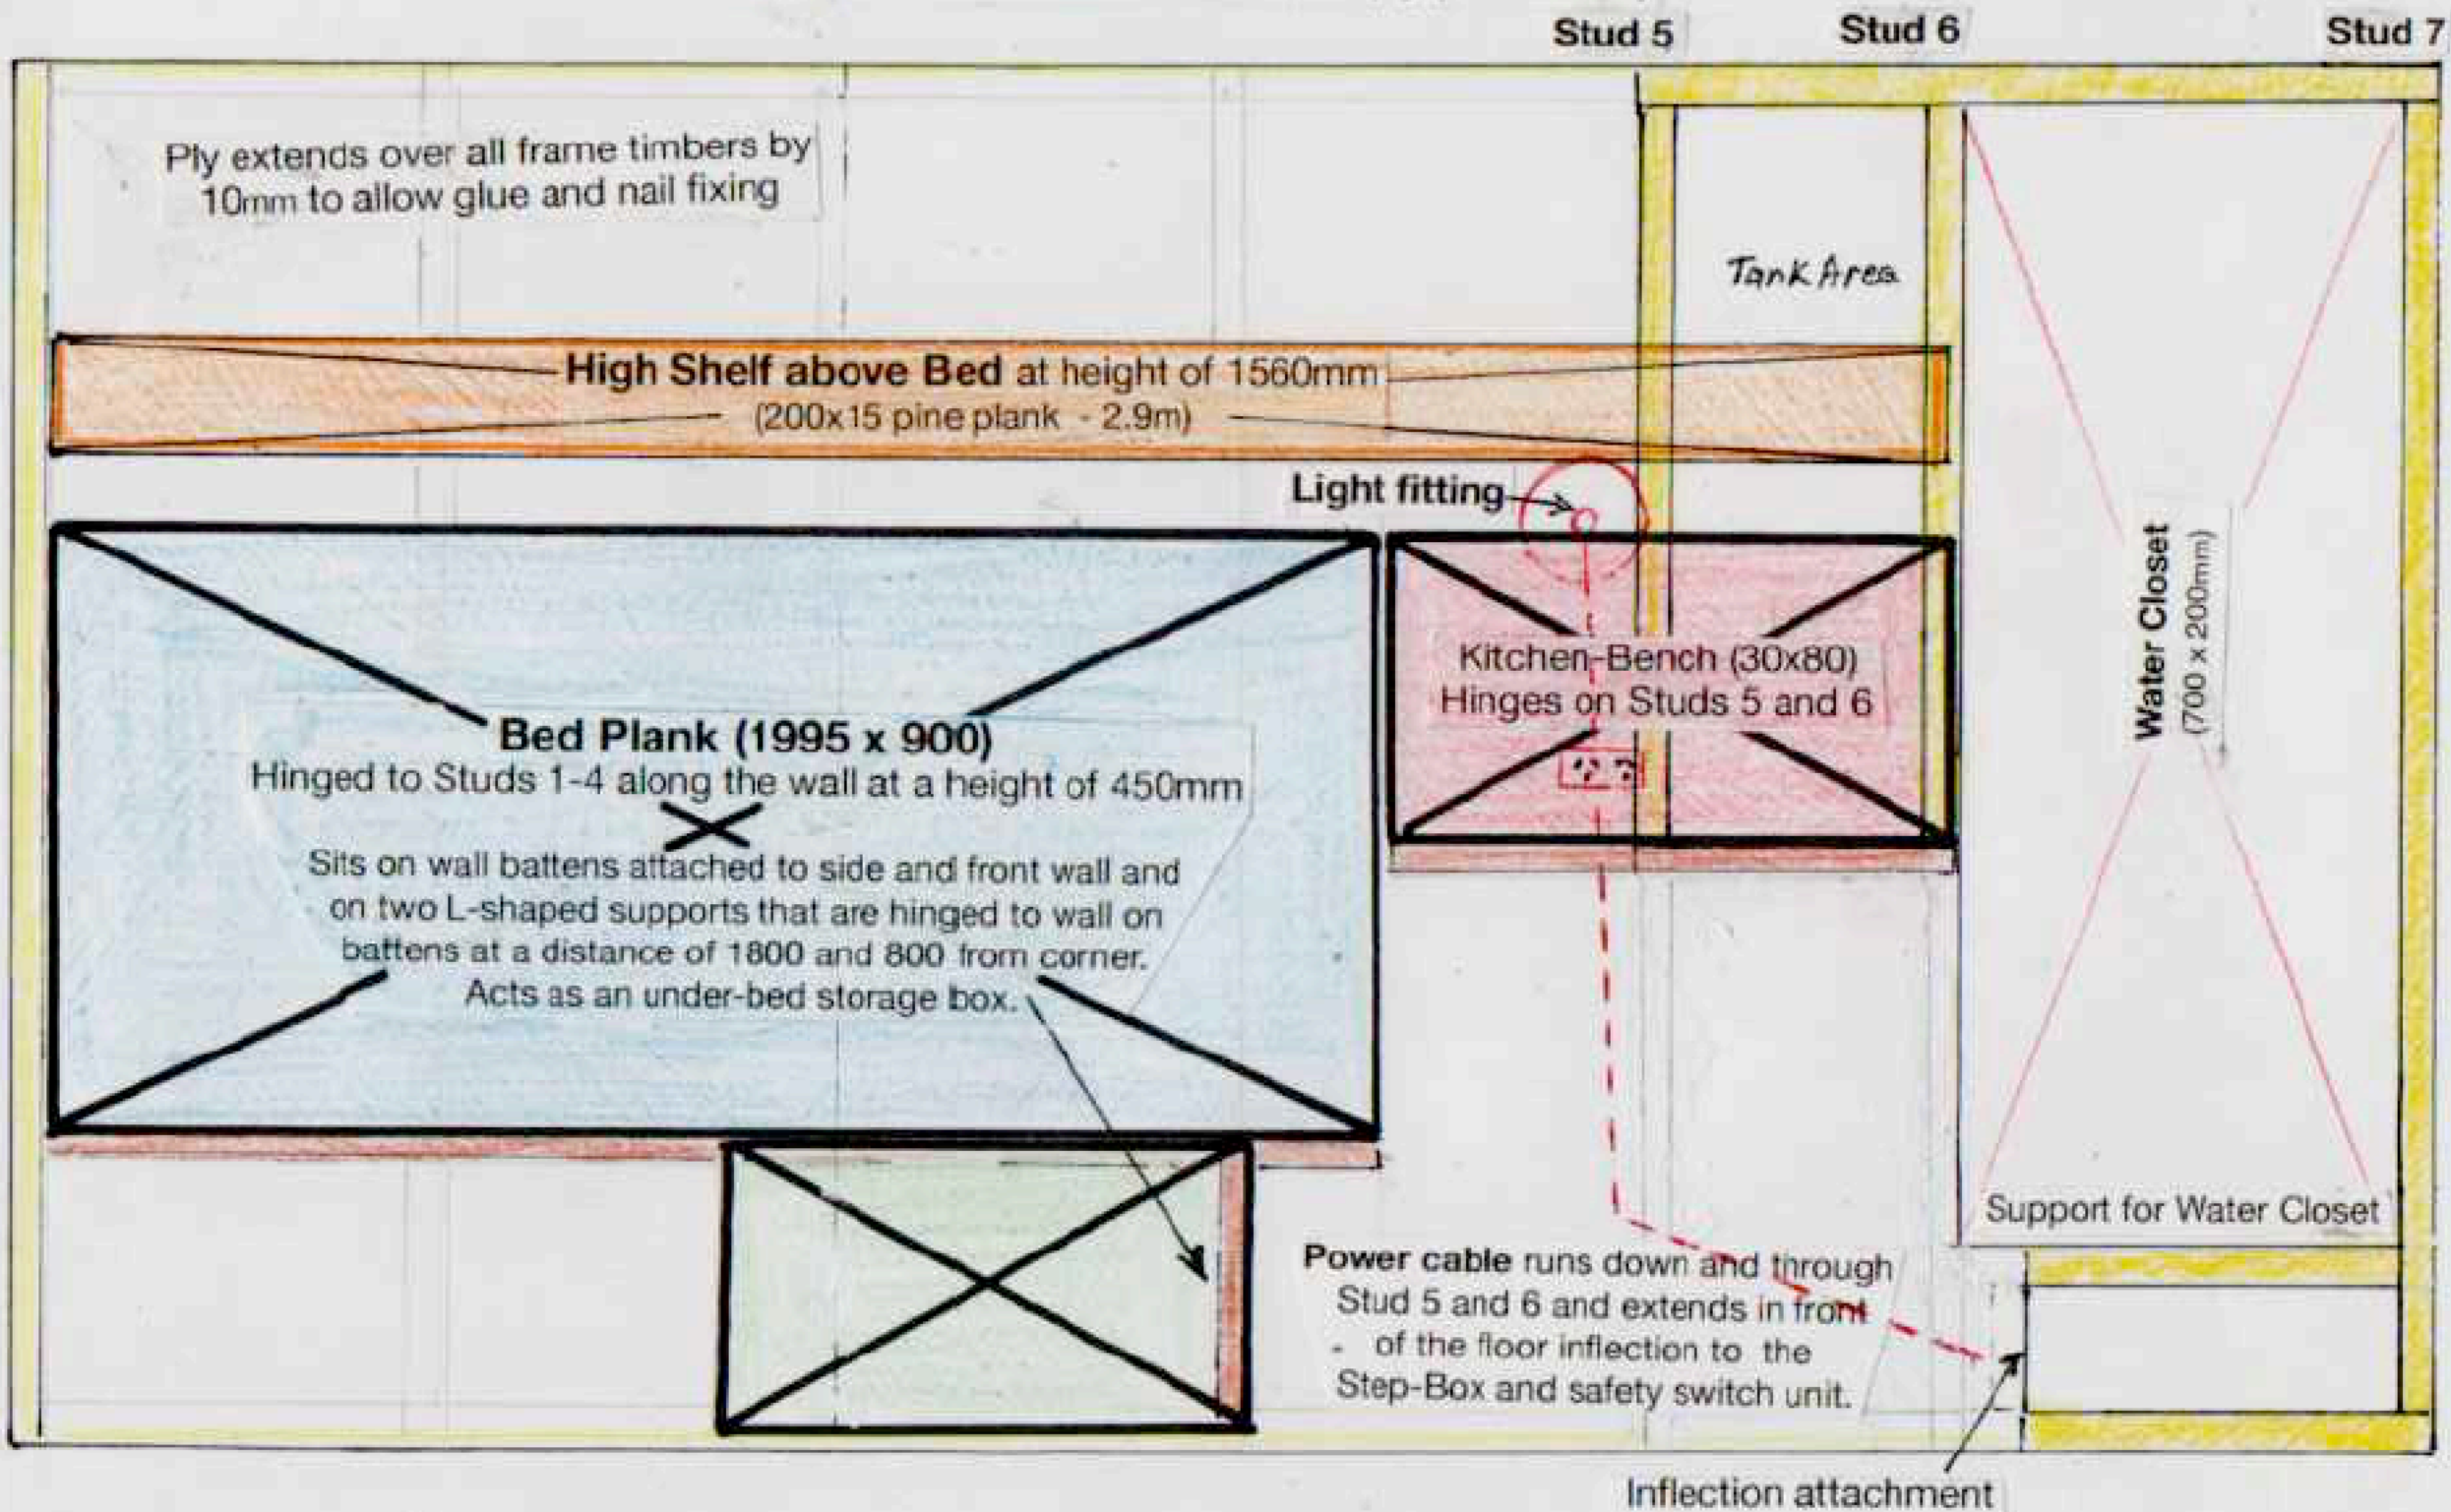 Stud 5
Stud 6
Stud 7
Ply extends over all frame timbers by
10mm to allow glue and nail fixing
Tank Area
High Shelf above Bed at height of 1560mm
(200x15 pine plank - 2.9m)
Light fitting
Kitchen-Bench (30x80)
Hinges on Studs 5 and 6
Water Closet
(700 x 200mm)
Bed Plank (1995 x 900)
Hinged to Studs 1-4 along the wall at a height of 450mm
Sits on wall battens attached to side and front wall and
on two L-shaped supports that are hinged to wall on
battens at a distance of 1800 and 800 from corner.
Acts as an under-bed storage box.
Support for Water Closet
Power cable runs down and through
Stud 5 and 6 and extends in front
of the floor inflection to the
Step-Box and safety switch unit.
Inflection attachment